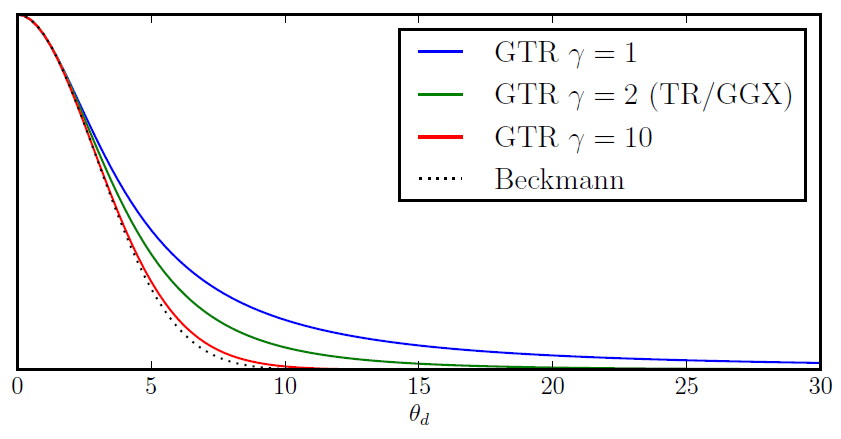 GTR γ = 1
GTR γ = 2 (TR/GGX)
GTR γ = 10
Beckmann
0 5 10 15 20 25 30
θd